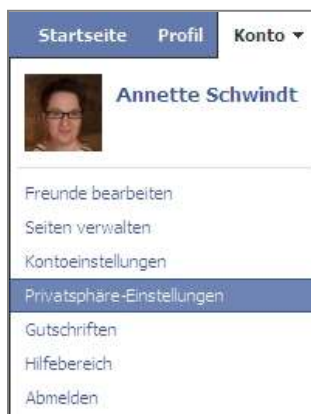 Startseite Profil Konto ▼
Annette Schwindt
Freunde bearbeiten
Seiten verwalten
Kontoeinstellungen
Privatsphäre-Einstellungen
Gutschriften
Hilfebereich
Abmelden